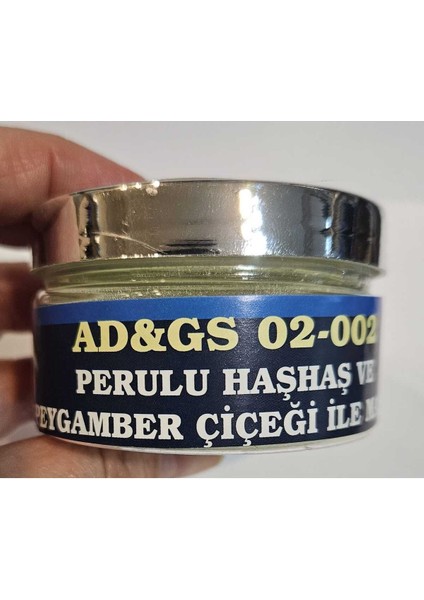 AD&GS 02-002
PERULU HAŞHAŞ VE
PEYGAMBER ÇİÇEĞİ İLE